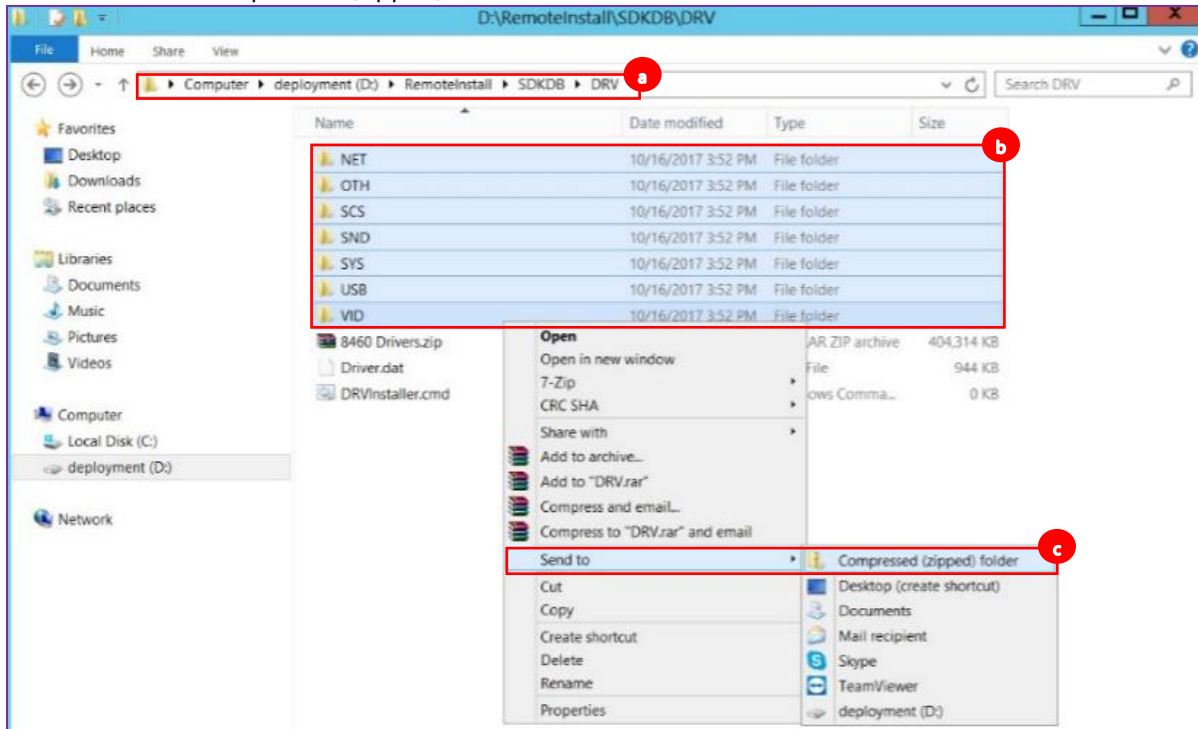 D:\RemoteInstall\SDKDB\DRV
File Home Share View
Computer deployment (D:) RemoteInstall SDKDB DRV a Search DRV
Name Date modified Type Size
b
Favorites
Desktop
Downloads
Recent places
Libraries
Documents
Music
Pictures
Videos
Computer
Local Disk (C:)
deployment (D:)
Network
NET 10/16/2017 3:52 PM File folder
OTH 10/16/2017 3:52 PM File folder
SCS 10/16/2017 3:52 PM File folder
SND 10/16/2017 3:52 PM File folder
SYS 10/16/2017 3:52 PM File folder
USB 10/16/2017 3:52 PM File folder
VID 10/16/2017 3:52 PM File folder
8460 Drivers.zip AR ZIP archive 404,314 KB
Driver.dat File 944 KB
DRVInstaller.cmd ows Comma... 0 KB
Open
Open in new window
7-Zip
CRC SHA
Share with
Add to archive...
Add to "DRV.rar"
Compress and email...
Compress to "DRV.rar" and email
Send to
Cut
Copy
Create shortcut
Delete
Rename
Properties
c
Compressed (zipped) folder
Desktop (create shortcut)
Documents
Mail recipient
Skype
TeamViewer
deployment (D:)